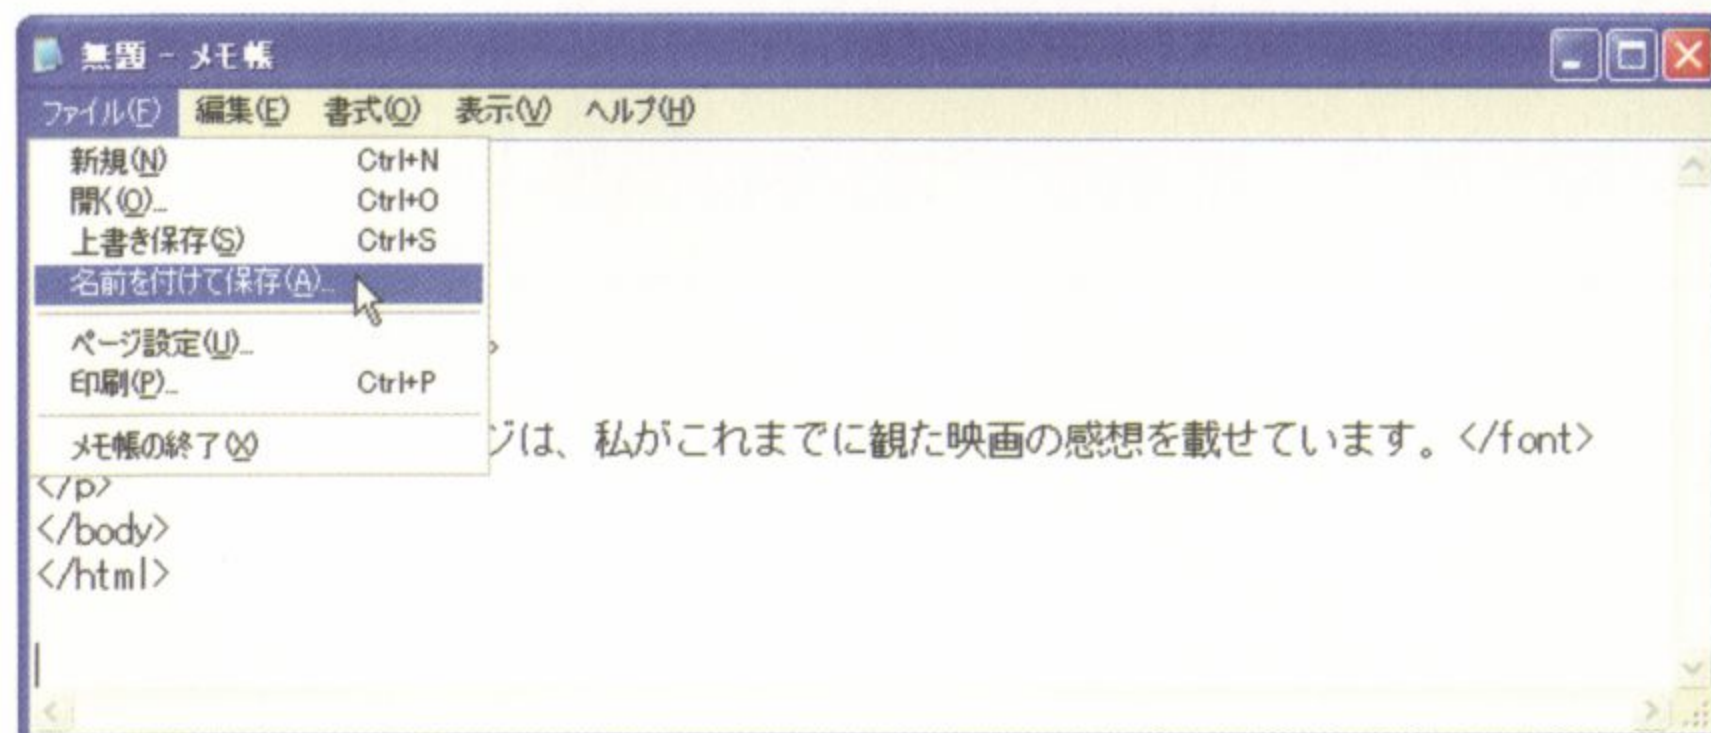 無題 - メモ帳
ファイル(F) 編集(E) 書式(O) 表示(V) ヘルプ(H)
新規(N) Ctrl+N
開く(O)...
Ctrl+O
上書き保存(S) Ctrl+S
名前を付けて保存(A)...
ページ設定(U)...
>
印刷(P)... Ctrl+P
メモ帳の終了(X)
ジは、私がこれまでに観た映画の感想を載せています。</font>
</p>
</body>
</html>